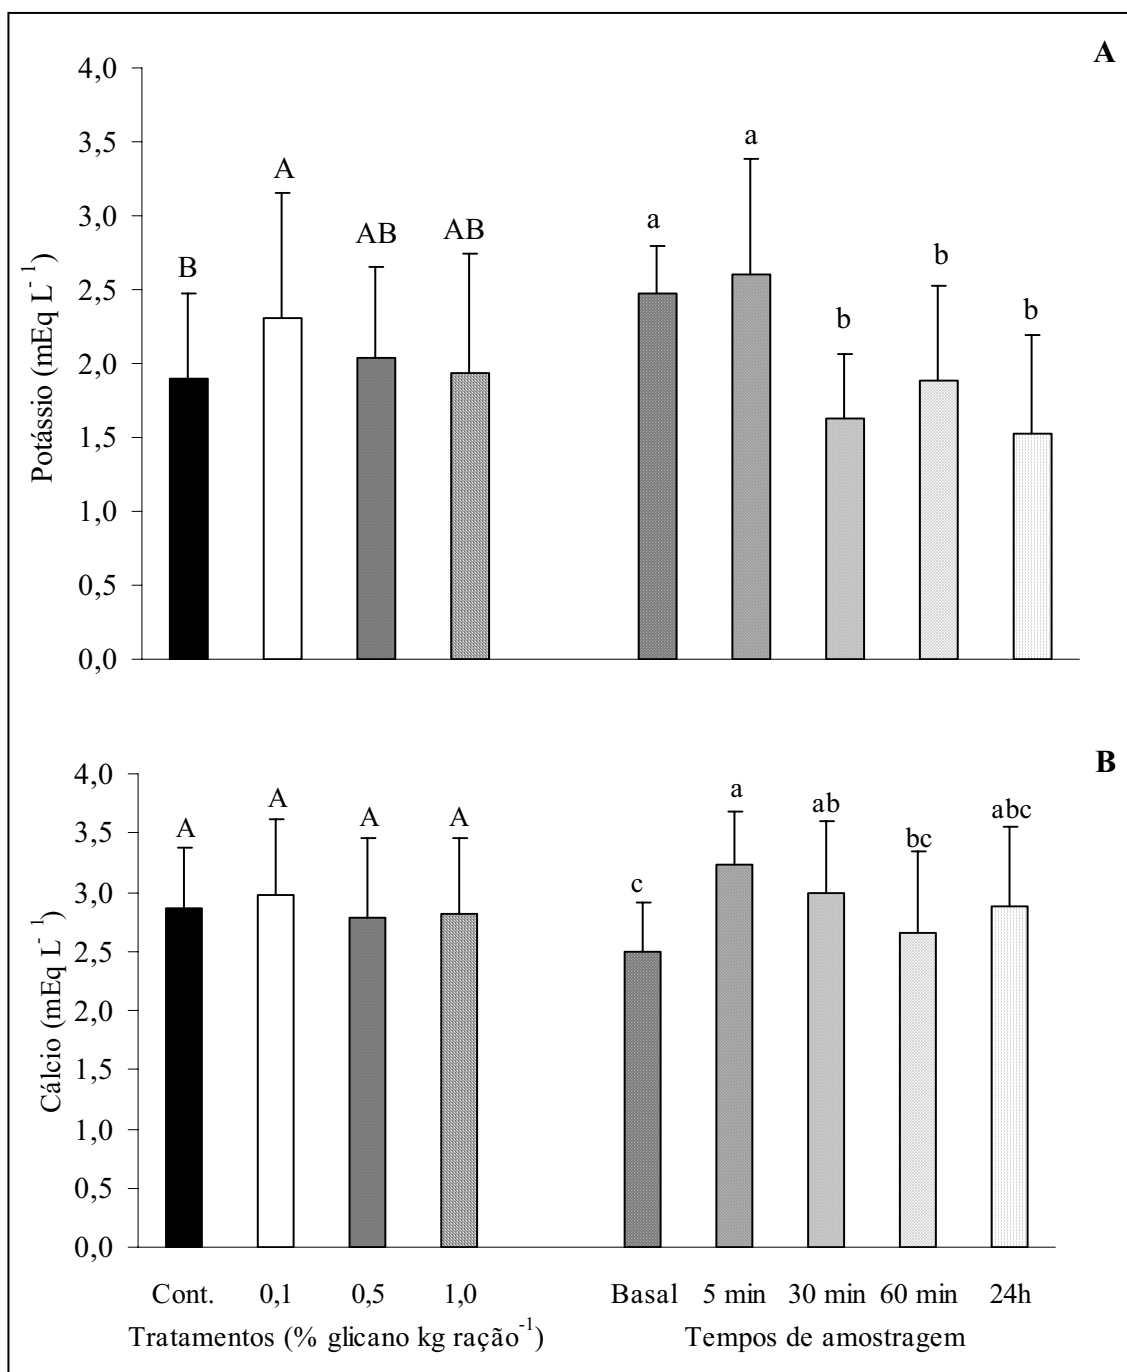 A
4,0
3,5
3,0
2,5
2,0
1,5
1,0
0,5
0,0
Potássio (mEq L⁻¹)
B A AB AB a a b b b
B
4,0
3,5
3,0
2,5
2,0
1,5
1,0
0,5
0,0
Cálcio (mEq L⁻¹)
A A A A c a ab bc abc
Cont. 0,1 0,5 1,0 Basal 5 min 30 min 60 min 24h
Tratamentos (% glicano kg ração⁻¹) Tempos de amostragem